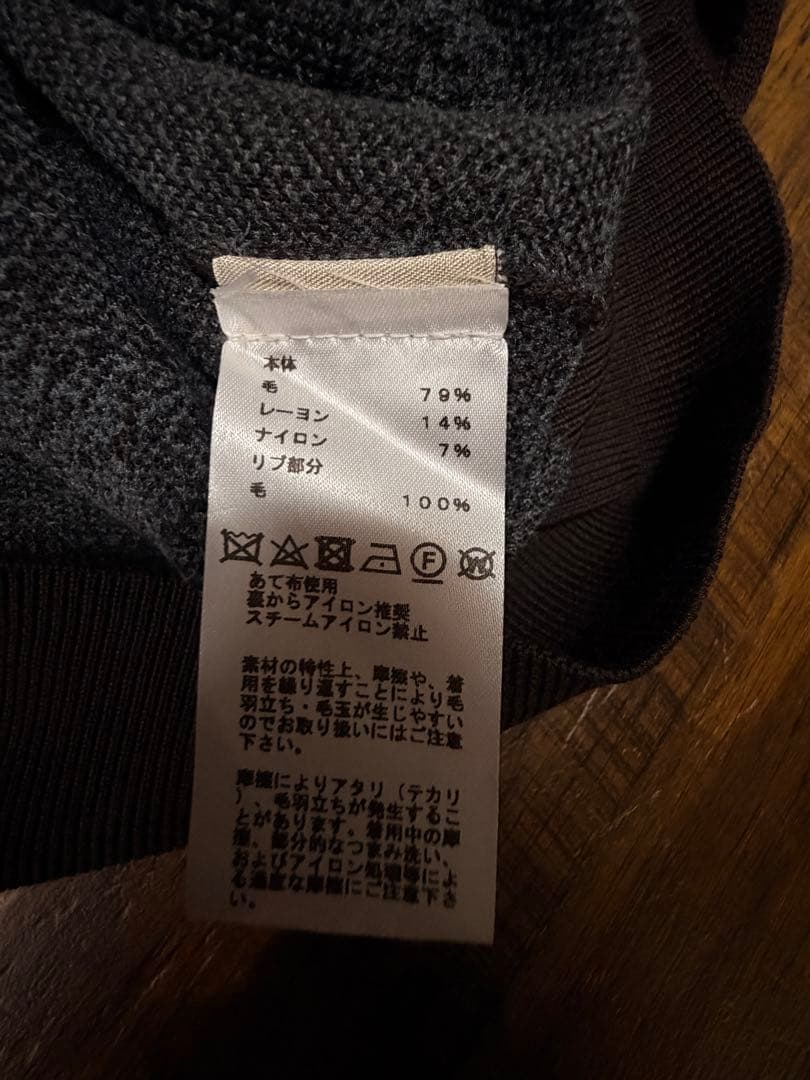 本体
毛 79%
レーヨン 14%
ナイロン 7%
リブ部分
毛 100%
F W
あて布使用
裏からアイロン推奨
スチームアイロン禁止
素材の特性上、摩擦や、着
用を繰り返すことにより毛
羽立ち・毛玉が生じやすい
のでお取り扱いにはご注意
下さい。
摩擦によりアタリ（テカリ
）、毛羽立ちが発生するこ
とがあります。着用中の摩
擦、部分的なつまみ洗い、
およびアイロン処理等によ
る過度な摩擦にご注意下さ
い。